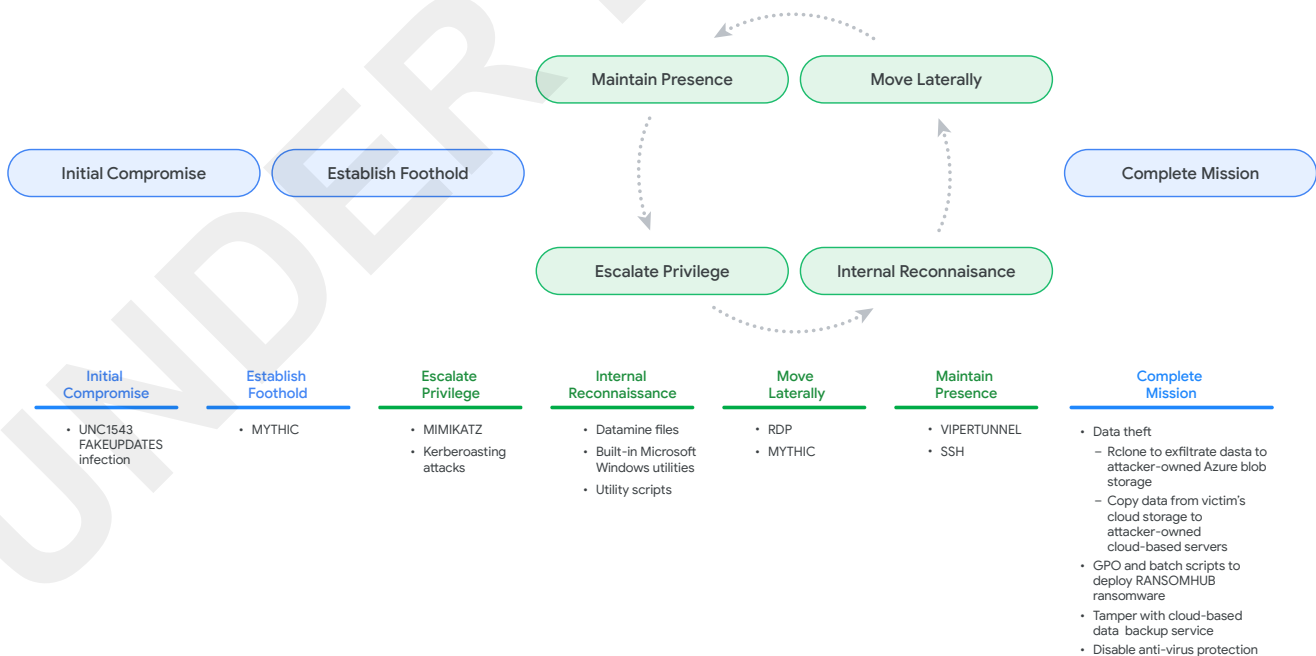 Maintain Presence
Move Laterally
Initial Compromise
Establish Foothold
Complete Mission
Escalate Privilege
Internal Reconnaisance
Initial
Compromise
• UNC1543
FAKEUPDATES
infection
Establish
Foothold
• MYTHIC
Escalate
Privilege
• MIMIKATZ
• Kerberoasting
attacks
Internal
Reconnaissance
• Datamine files
• Built-in Microsoft
Windows utilities
• Utility scripts
Move
Laterally
• RDP
• MYTHIC
Maintain
Presence
• VIPERTUNNEL
• SSH
Complete
Mission
• Data theft
– Rclone to exfiltrate dasta to
attacker-owned Azure blob
storage
– Copy data from victim's
cloud storage to
attacker-owned
cloud-based servers
• GPO and batch scripts to
deploy RANSOMHUB
ransomware
• Tamper with cloud-based
data backup service
• Disable anti-virus protection
UNDER